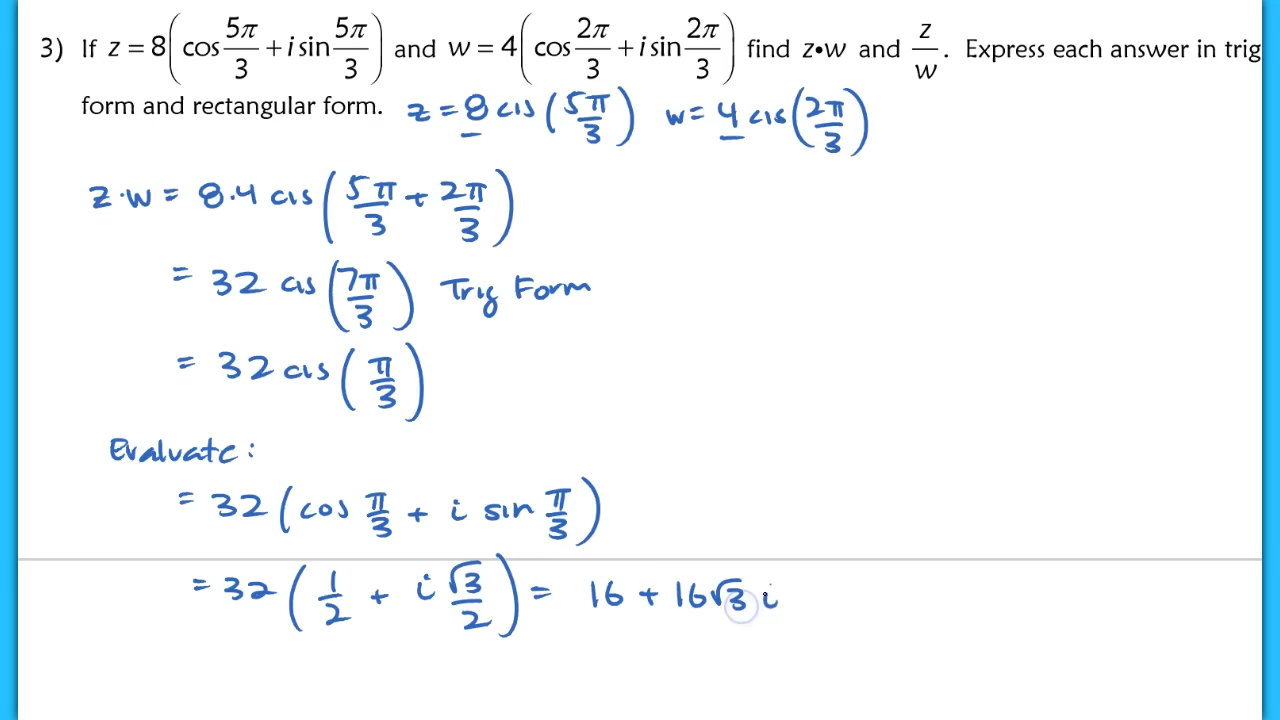 3) If z = 8(cos 5π/3 + i sin 5π/3) and w = 4(cos 2π/3 + i sin 2π/3) find z•w and z/w. Express each answer in trig
form and rectangular form. z = 8 cis (5π/3) w = 4 cis (2π/3)
z·w = 8·4 cis (5π/3 + 2π/3)
= 32 cis (7π/3) Trig Form
= 32 cis (π/3)
Evaluate:
= 32 (cos π/3 + i sin π/3)
= 32 (1/2 + i √3/2) = 16 + 16√3 i